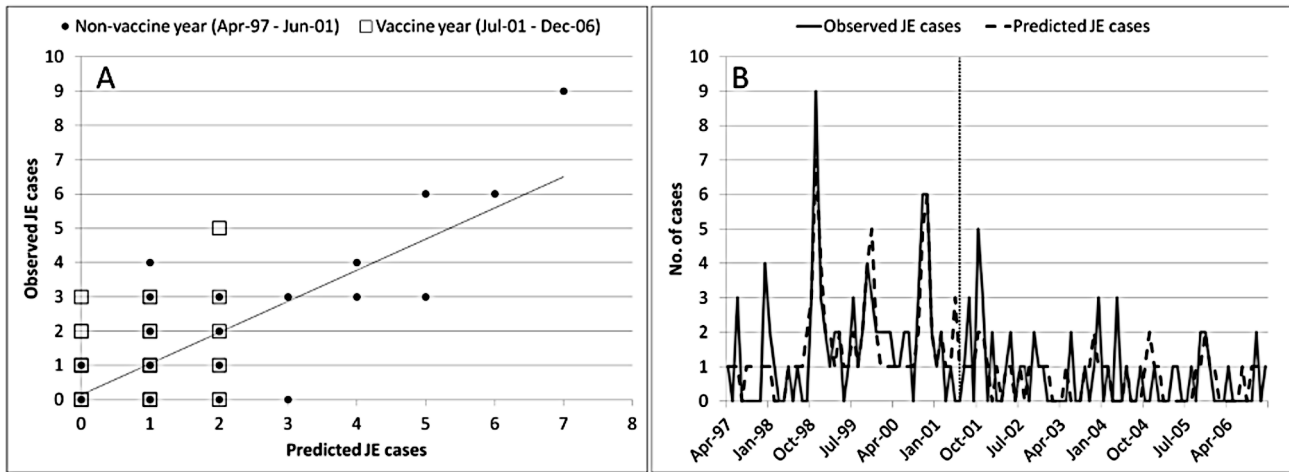 Non-vaccine year (Apr-97 - Jun-01) Vaccine year (Jul-01 - Dec-06)
A
10
9
8
7
6
5
4
3
2
1
0
Observed JE cases
0 1 2 3 4 5 6 7 8
Predicted JE cases
Observed JE cases Predicted JE cases
B
10
9
8
7
6
5
4
3
2
1
0
No. of cases
Apr-97 Jan-98 Oct-98 Jul-99 Apr-00 Jan-01 Oct-01 Jul-02 Apr-03 Jan-04 Oct-04 Jul-05 Apr-06